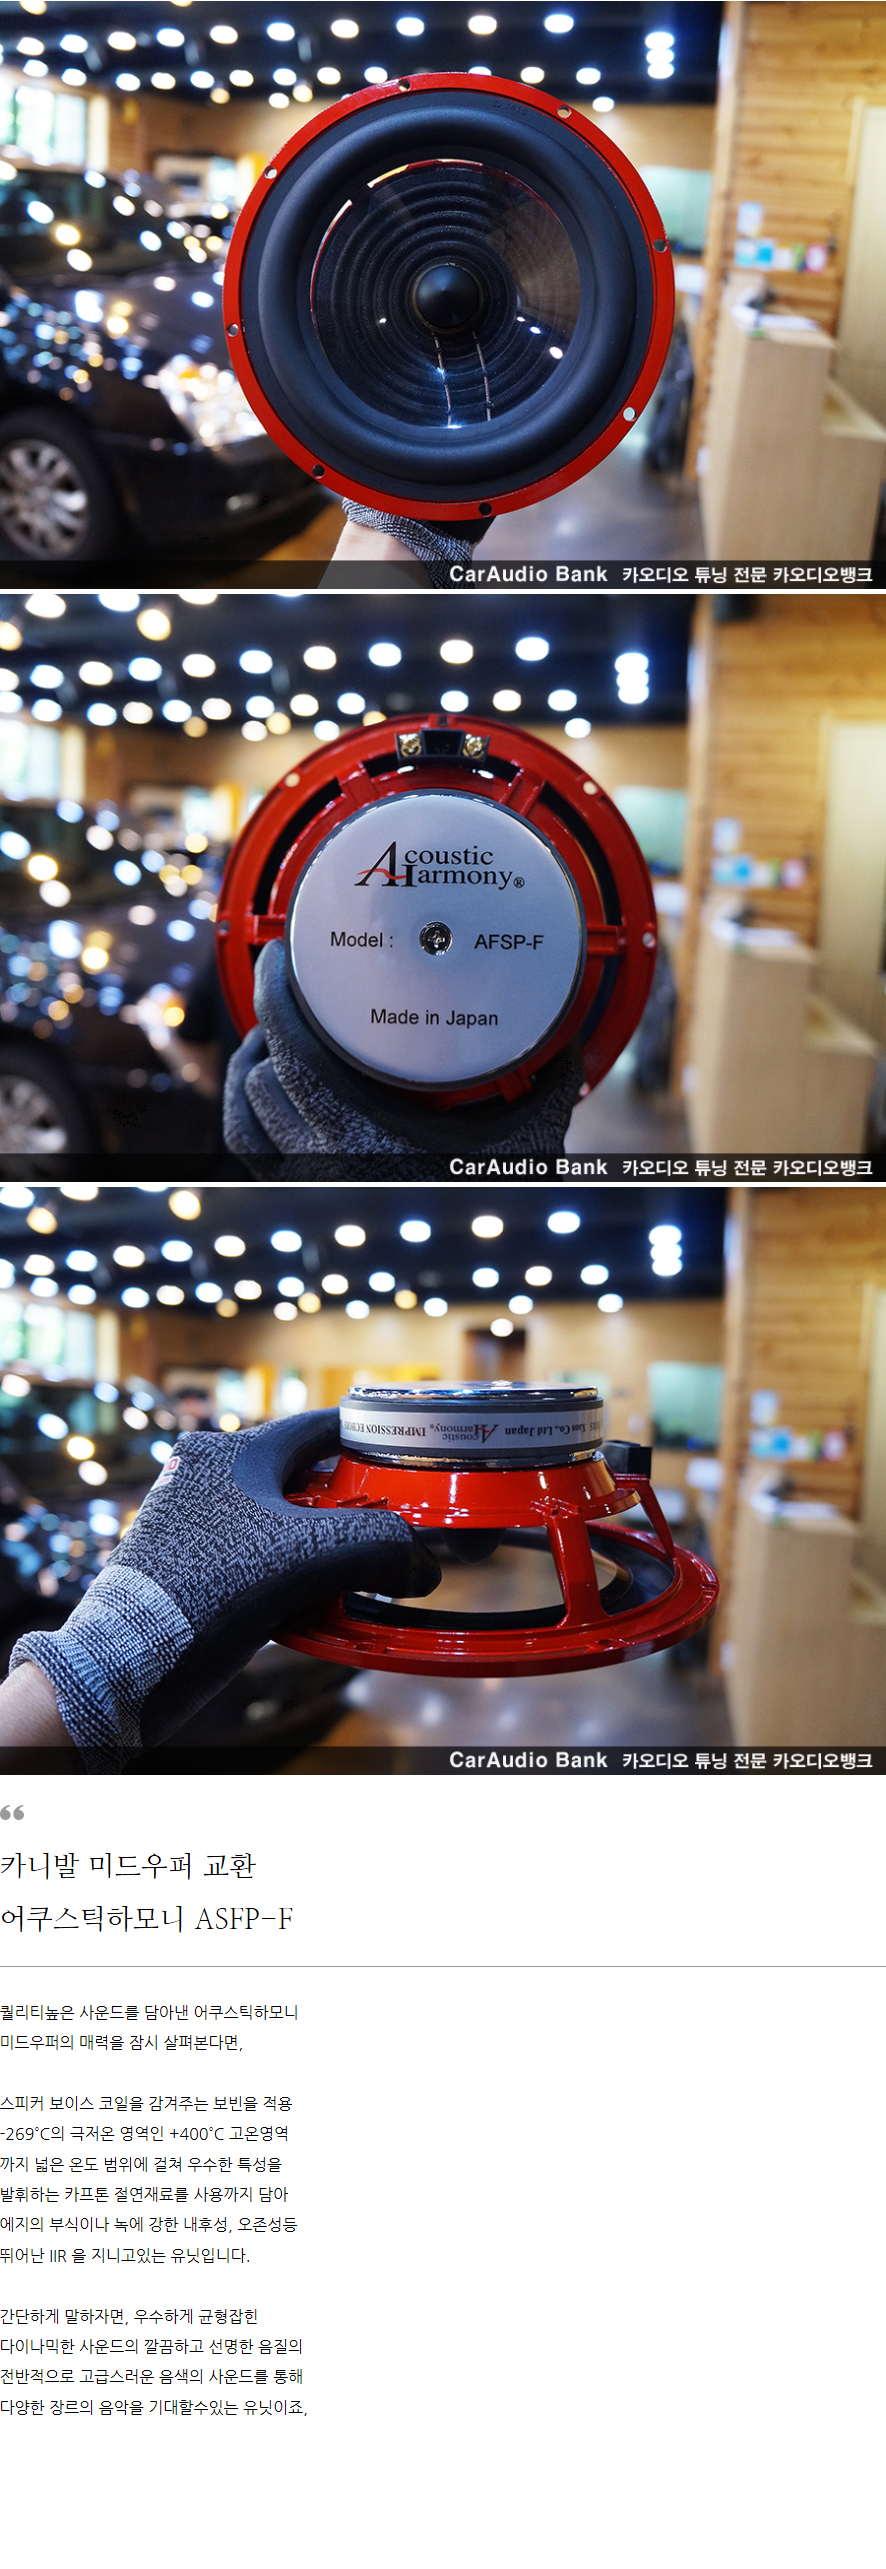 CarAudio Bank 카오디오 튜닝 전문 카오디오뱅크
Acoustic
Harmony®
Model : AFSP-F
Made in Japan
CarAudio Bank 카오디오 튜닝 전문 카오디오뱅크
Co., Ltd Japan Acoustic Harmony® IMPRESSION
CarAudio Bank 카오디오 튜닝 전문 카오디오뱅크
“
카니발 미드우퍼 교환
어쿠스틱하모니 ASFP-F
퀄리티높은 사운드를 담아낸 어쿠스틱하모니
미드우퍼의 매력을 잠시 살펴본다면,
스피커 보이스 코일을 감겨주는 보빈을 적용
-269°C의 극저온 영역인 +400°C 고온영역
까지 넓은 온도 범위에 걸쳐 우수한 특성을
발휘하는 카프톤 절연재료를 사용까지 담아
에지의 부식이나 녹에 강한 내후성, 오존성등
뛰어난 IIR 을 지니고있는 유닛입니다.
간단하게 말하자면, 우수하게 균형잡힌
다이나믹한 사운드의 깔끔하고 선명한 음질의
전반적으로 고급스러운 음색의 사운드를 통해
다양한 장르의 음악을 기대할수있는 유닛이죠,